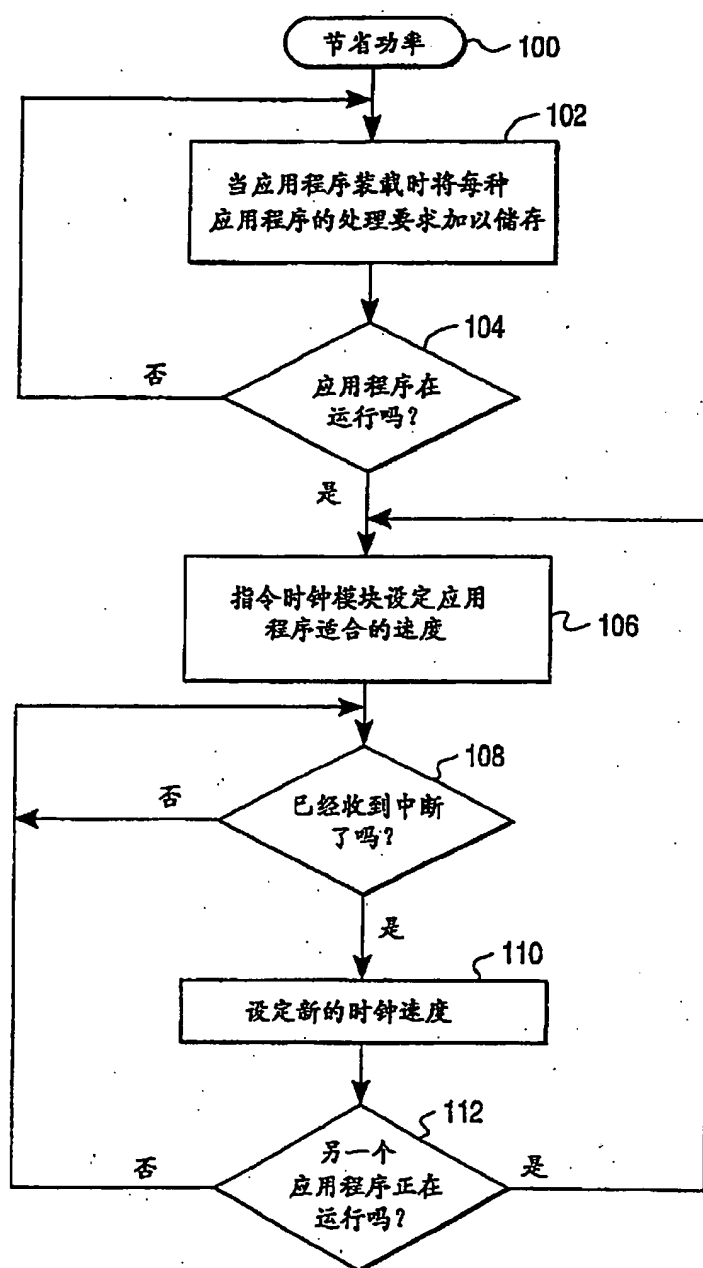 节省功率
100
102
当应用程序装载时将每种
应用程序的处理要求加以储存
104
否
应用程序在
运行吗?
是
指令时钟模块设定应用
程序适合的速度
106
108
否
已经收到中断
了吗?
是
110
设定新的时钟速度
112
否
另一个
应用程序正在
运行吗?
是